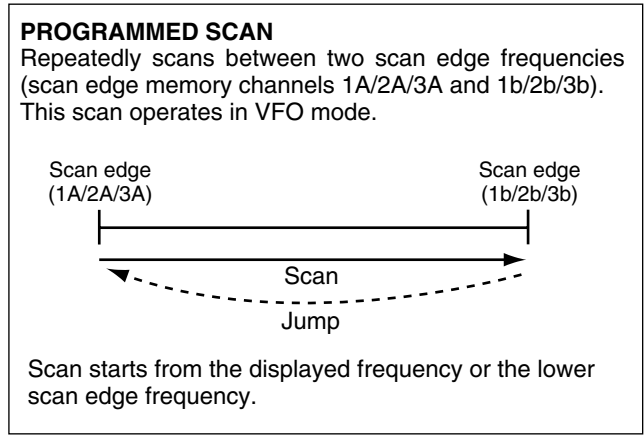 PROGRAMMED SCAN
Repeatedly scans between two scan edge frequencies
(scan edge memory channels 1A/2A/3A and 1b/2b/3b).
This scan operates in VFO mode.
Scan edge
(1A/2A/3A)
Scan edge
(1b/2b/3b)
Scan
Jump
Scan starts from the displayed frequency or the lower
scan edge frequency.